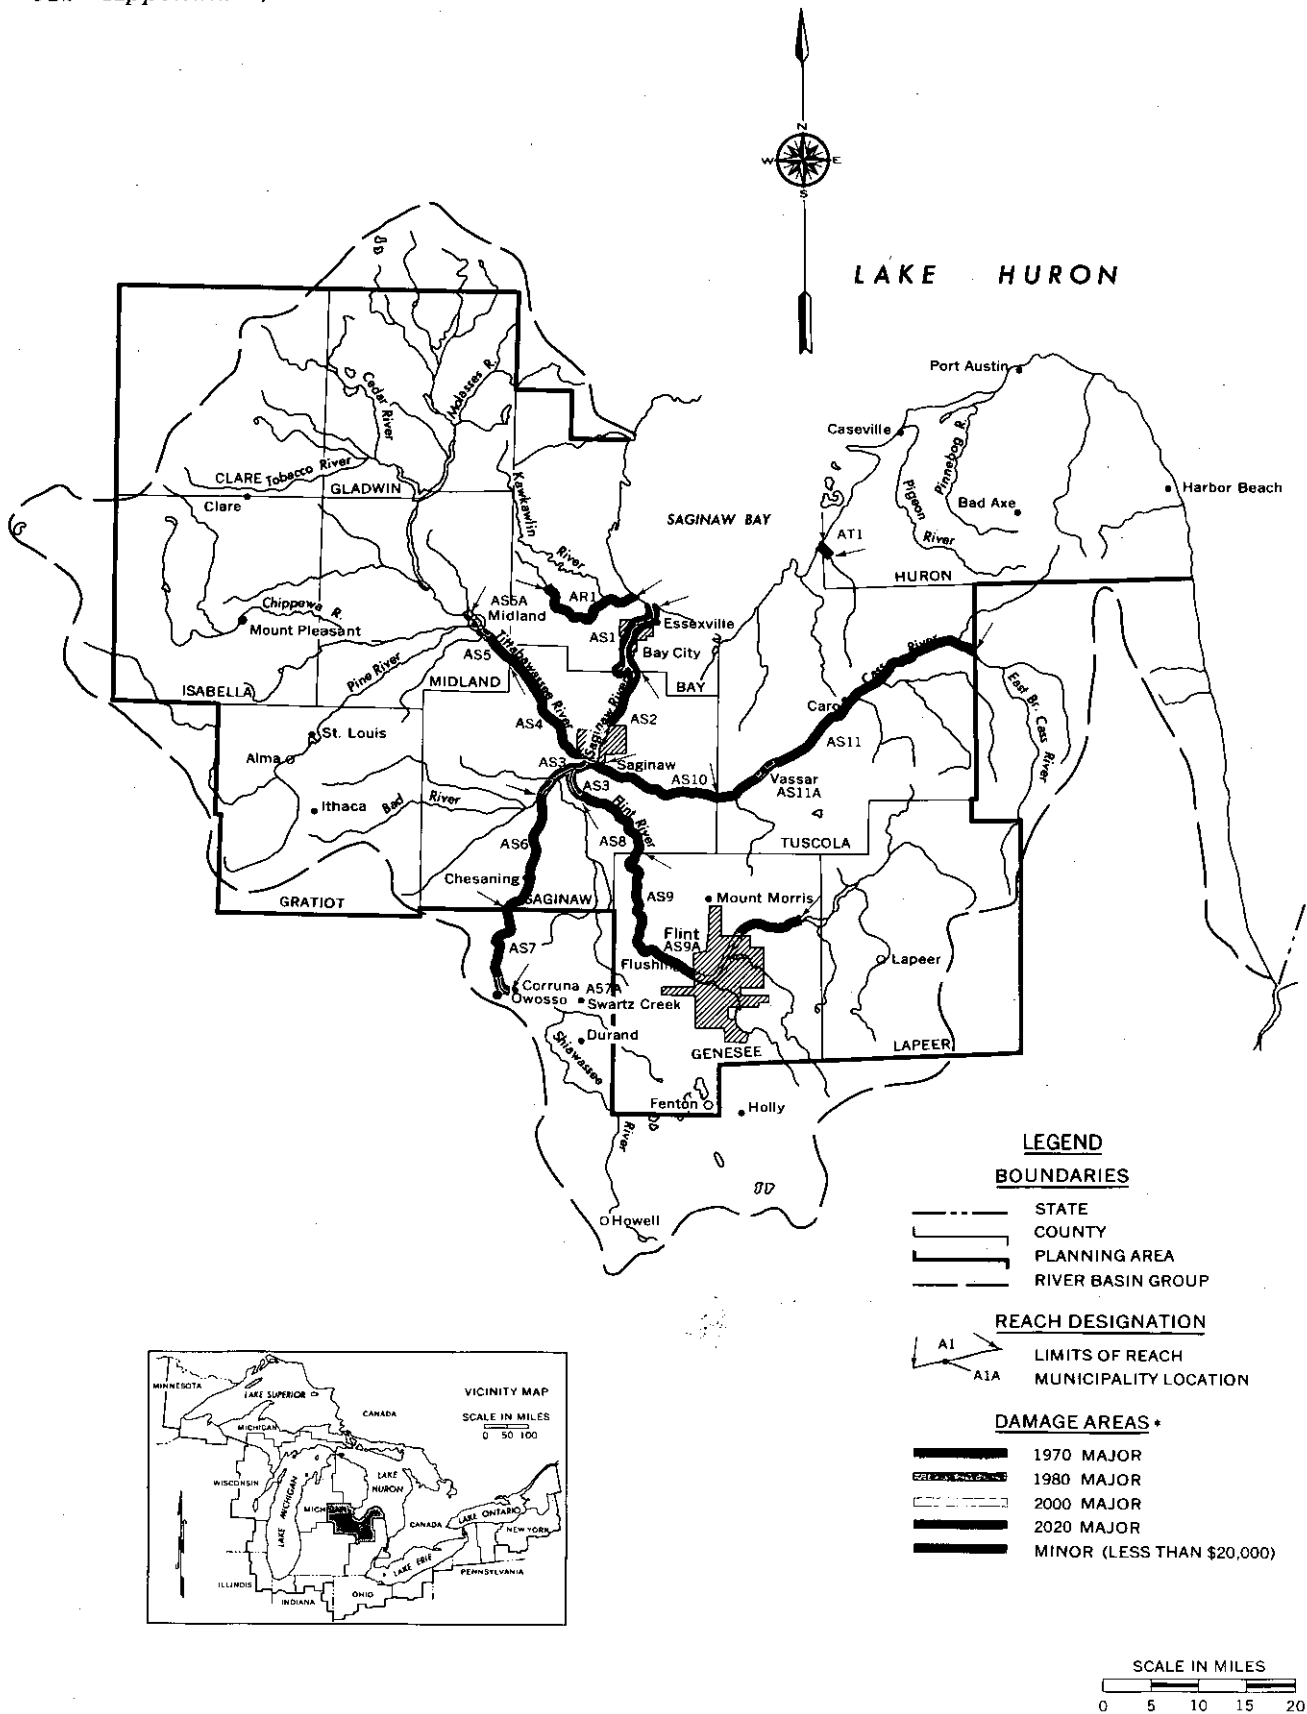 N
W E
S
LAKE HURON
Port Austin
Caseville
Pinnebog R.
Harbor Beach
Bad Axe
Pigeon
River
SAGINAW BAY
AT1
HURON
Cedar River
Molasses R.
CLARE
Tobacco River
GLADWIN
Clare
Kawkawlin
River
AR1
Chippewa R.
Mount Pleasant
AS5A
Midland
Essexville
AS1
Bay City
AS5
Tittabawassee River
Pine River
MIDLAND
ISABELLA
BAY
Cass River
Caro
East Br. Cass River
AS4
Saginaw River
AS2
AS11
St. Louis
Alma
AS3
Saginaw
AS10
Vassar
AS11A
AS3
Ithaca
Bad River
Flint River
AS6
AS8
TUSCOLA
Chesaning
SAGINAW
GRATIOT
AS9
Mount Morris
Flint
AS9A
Flushing
Lapeer
AS7
Corruna A57A
Owosso
Swartz Creek
Durand
Shiawassee
River
GENESEE
LAPEER
Fenton
Holly
Howell
LEGEND
BOUNDARIES
STATE
COUNTY
PLANNING AREA
RIVER BASIN GROUP
REACH DESIGNATION
A1
LIMITS OF REACH
A1A
MUNICIPALITY LOCATION
DAMAGE AREAS*
1970 MAJOR
1980 MAJOR
2000 MAJOR
2020 MAJOR
MINOR (LESS THAN $20,000)
VICINITY MAP
SCALE IN MILES
0 50 100
MINNESOTA
LAKE SUPERIOR
CANADA
MICHIGAN
WISCONSIN
LAKE MICHIGAN
LAKE HURON
MICHIGAN
CANADA
LAKE ONTARIO
NEW YORK
LAKE ERIE
PENNSYLVANIA
ILLINOIS
INDIANA
OHIO
SCALE IN MILES
0 5 10 15 20